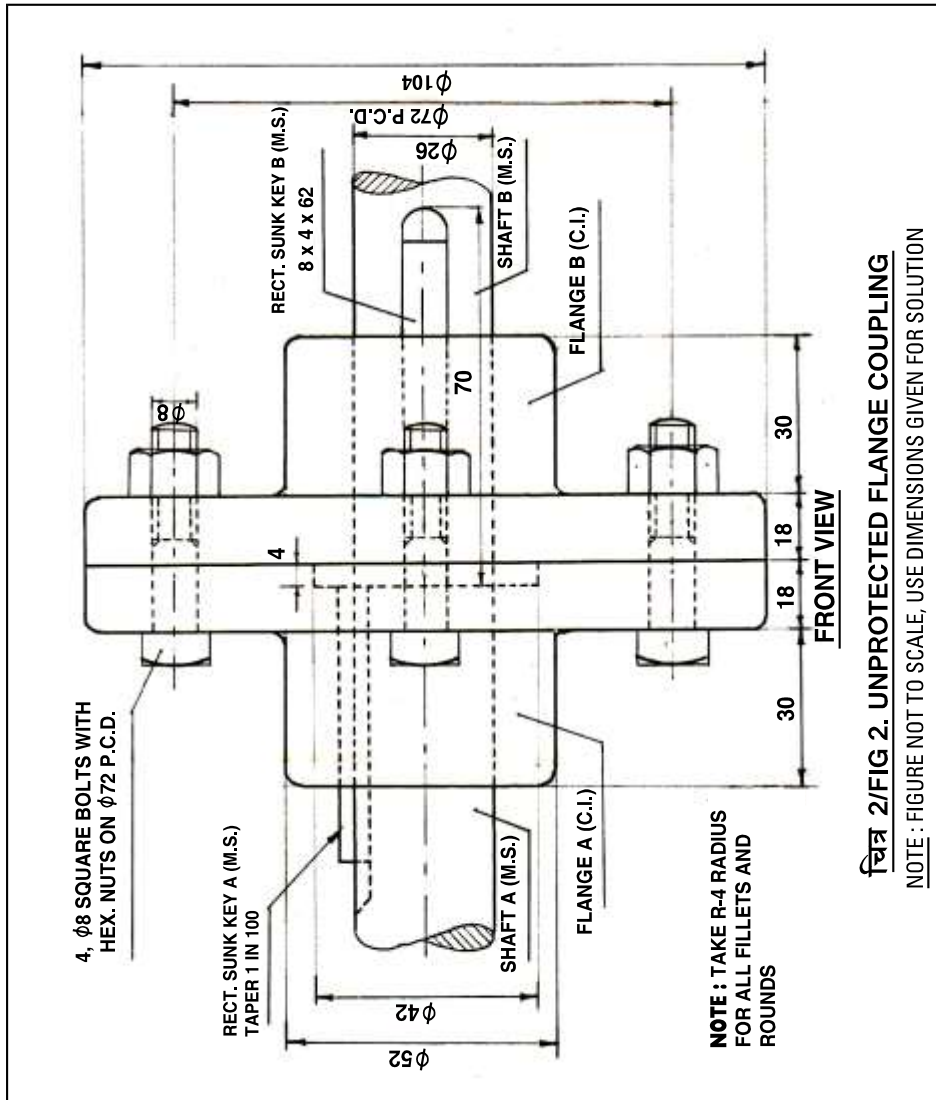 4, ϕ8 SQUARE BOLTS WITH
HEX. NUTS ON ϕ72 P.C.D.
RECT. SUNK KEY A (M.S.)
TAPER 1 IN 100
RECT. SUNK KEY B (M.S.)
8 x 4 x 62
ϕ8
4
70
ϕ52
ϕ42
ϕ26
ϕ72 P.C.D.
ϕ104
SHAFT A (M.S.)
SHAFT B (M.S.)
FLANGE A (C.I.)
FLANGE B (C.I.)
30
18
18
30
FRONT VIEW
NOTE : TAKE R-4 RADIUS
FOR ALL FILLETS AND
ROUNDS
चित्र 2/FIG 2. UNPROTECTED FLANGE COUPLING
NOTE : FIGURE NOT TO SCALE, USE DIMENSIONS GIVEN FOR SOLUTION